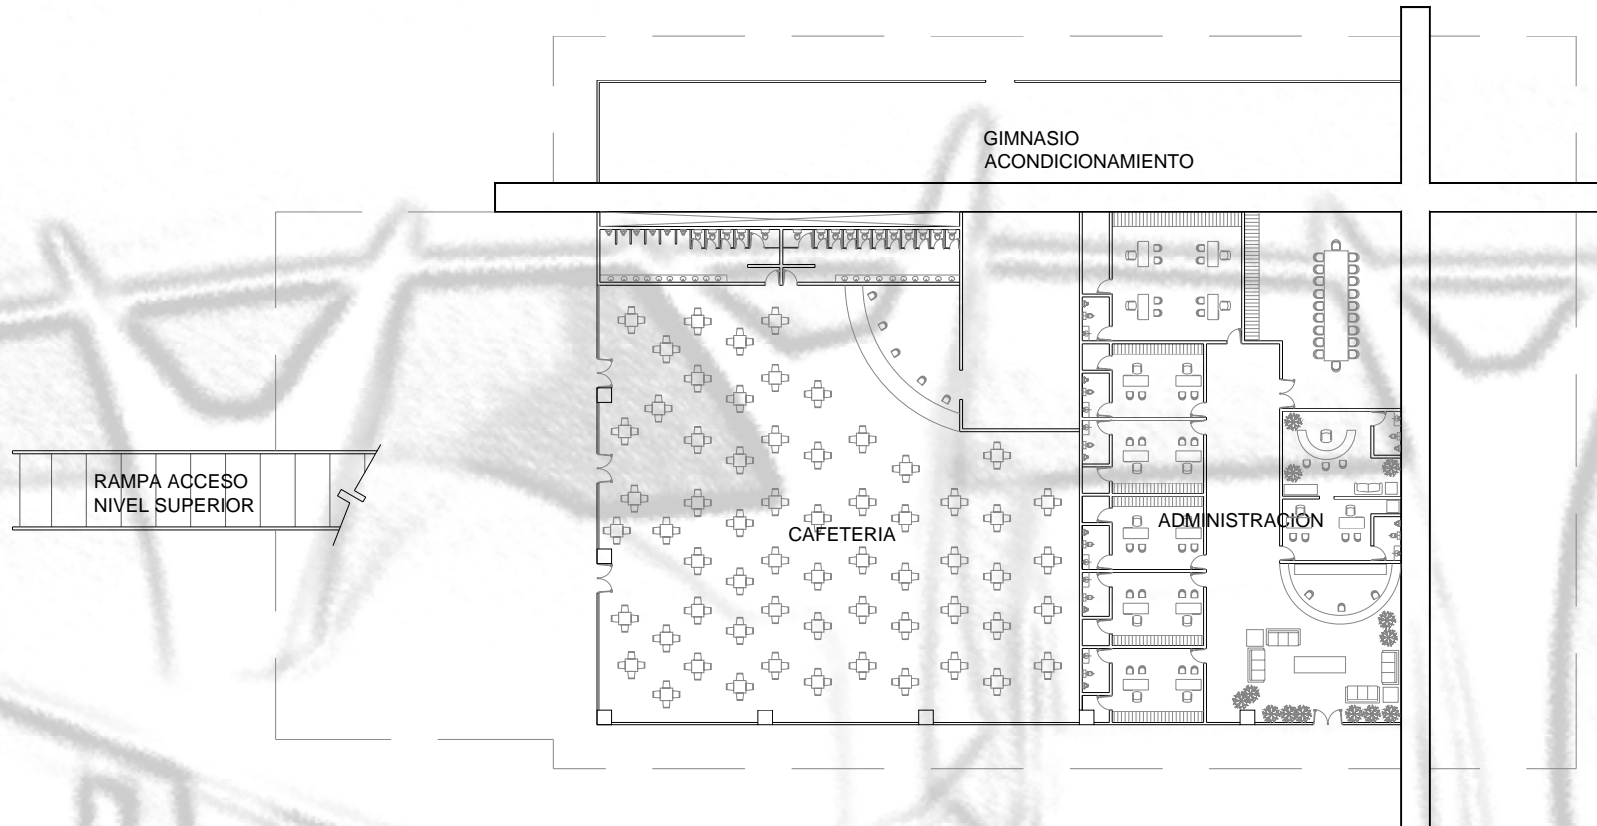 GIMNASIO
ACONDICIONAMIENTO
RAMPA ACCESO
NIVEL SUPERIOR
CAFETERIA
ADMINISTRACION